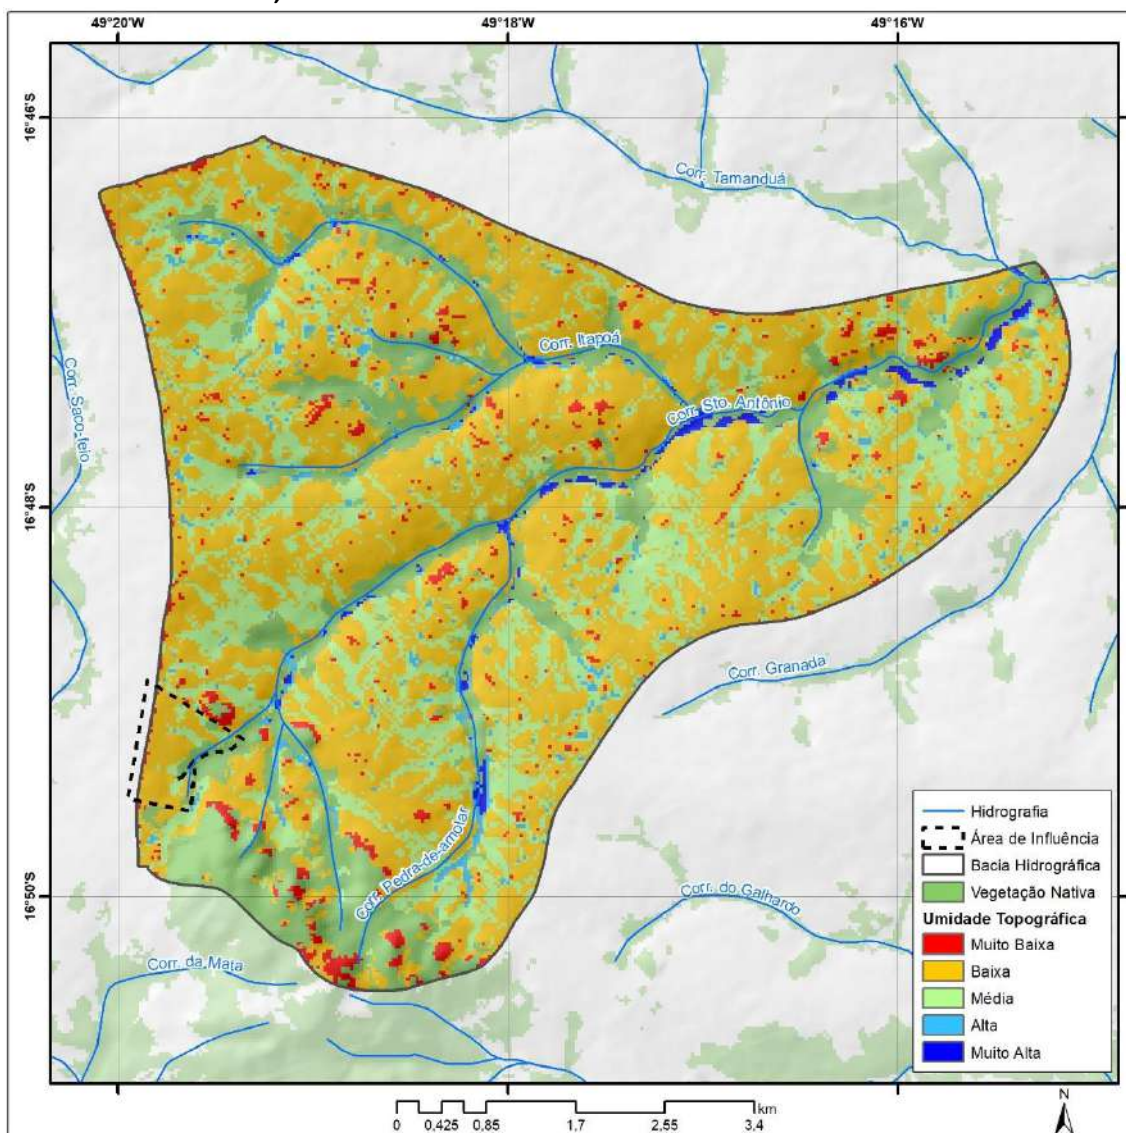 49°20'W
49°18'W
49°16'W
16°46'S
Corr. Tamanduá
Corr. Itapoá
Corr. Saco-feio
Corr. Sto. Antônio
16°48'S
Corr. Granada
Hidrografia
Área de Influência
Bacia Hidrográfica
Vegetação Nativa
Umidade Topográfica
Muito Baixa
Baixa
Média
Alta
Muito Alta
Corr. Pedra-de-amolar
16°50'S
Corr. do Galhardo
Corr. da Mata
km
0 0,425 0,85 1,7 2,55 3,4
N